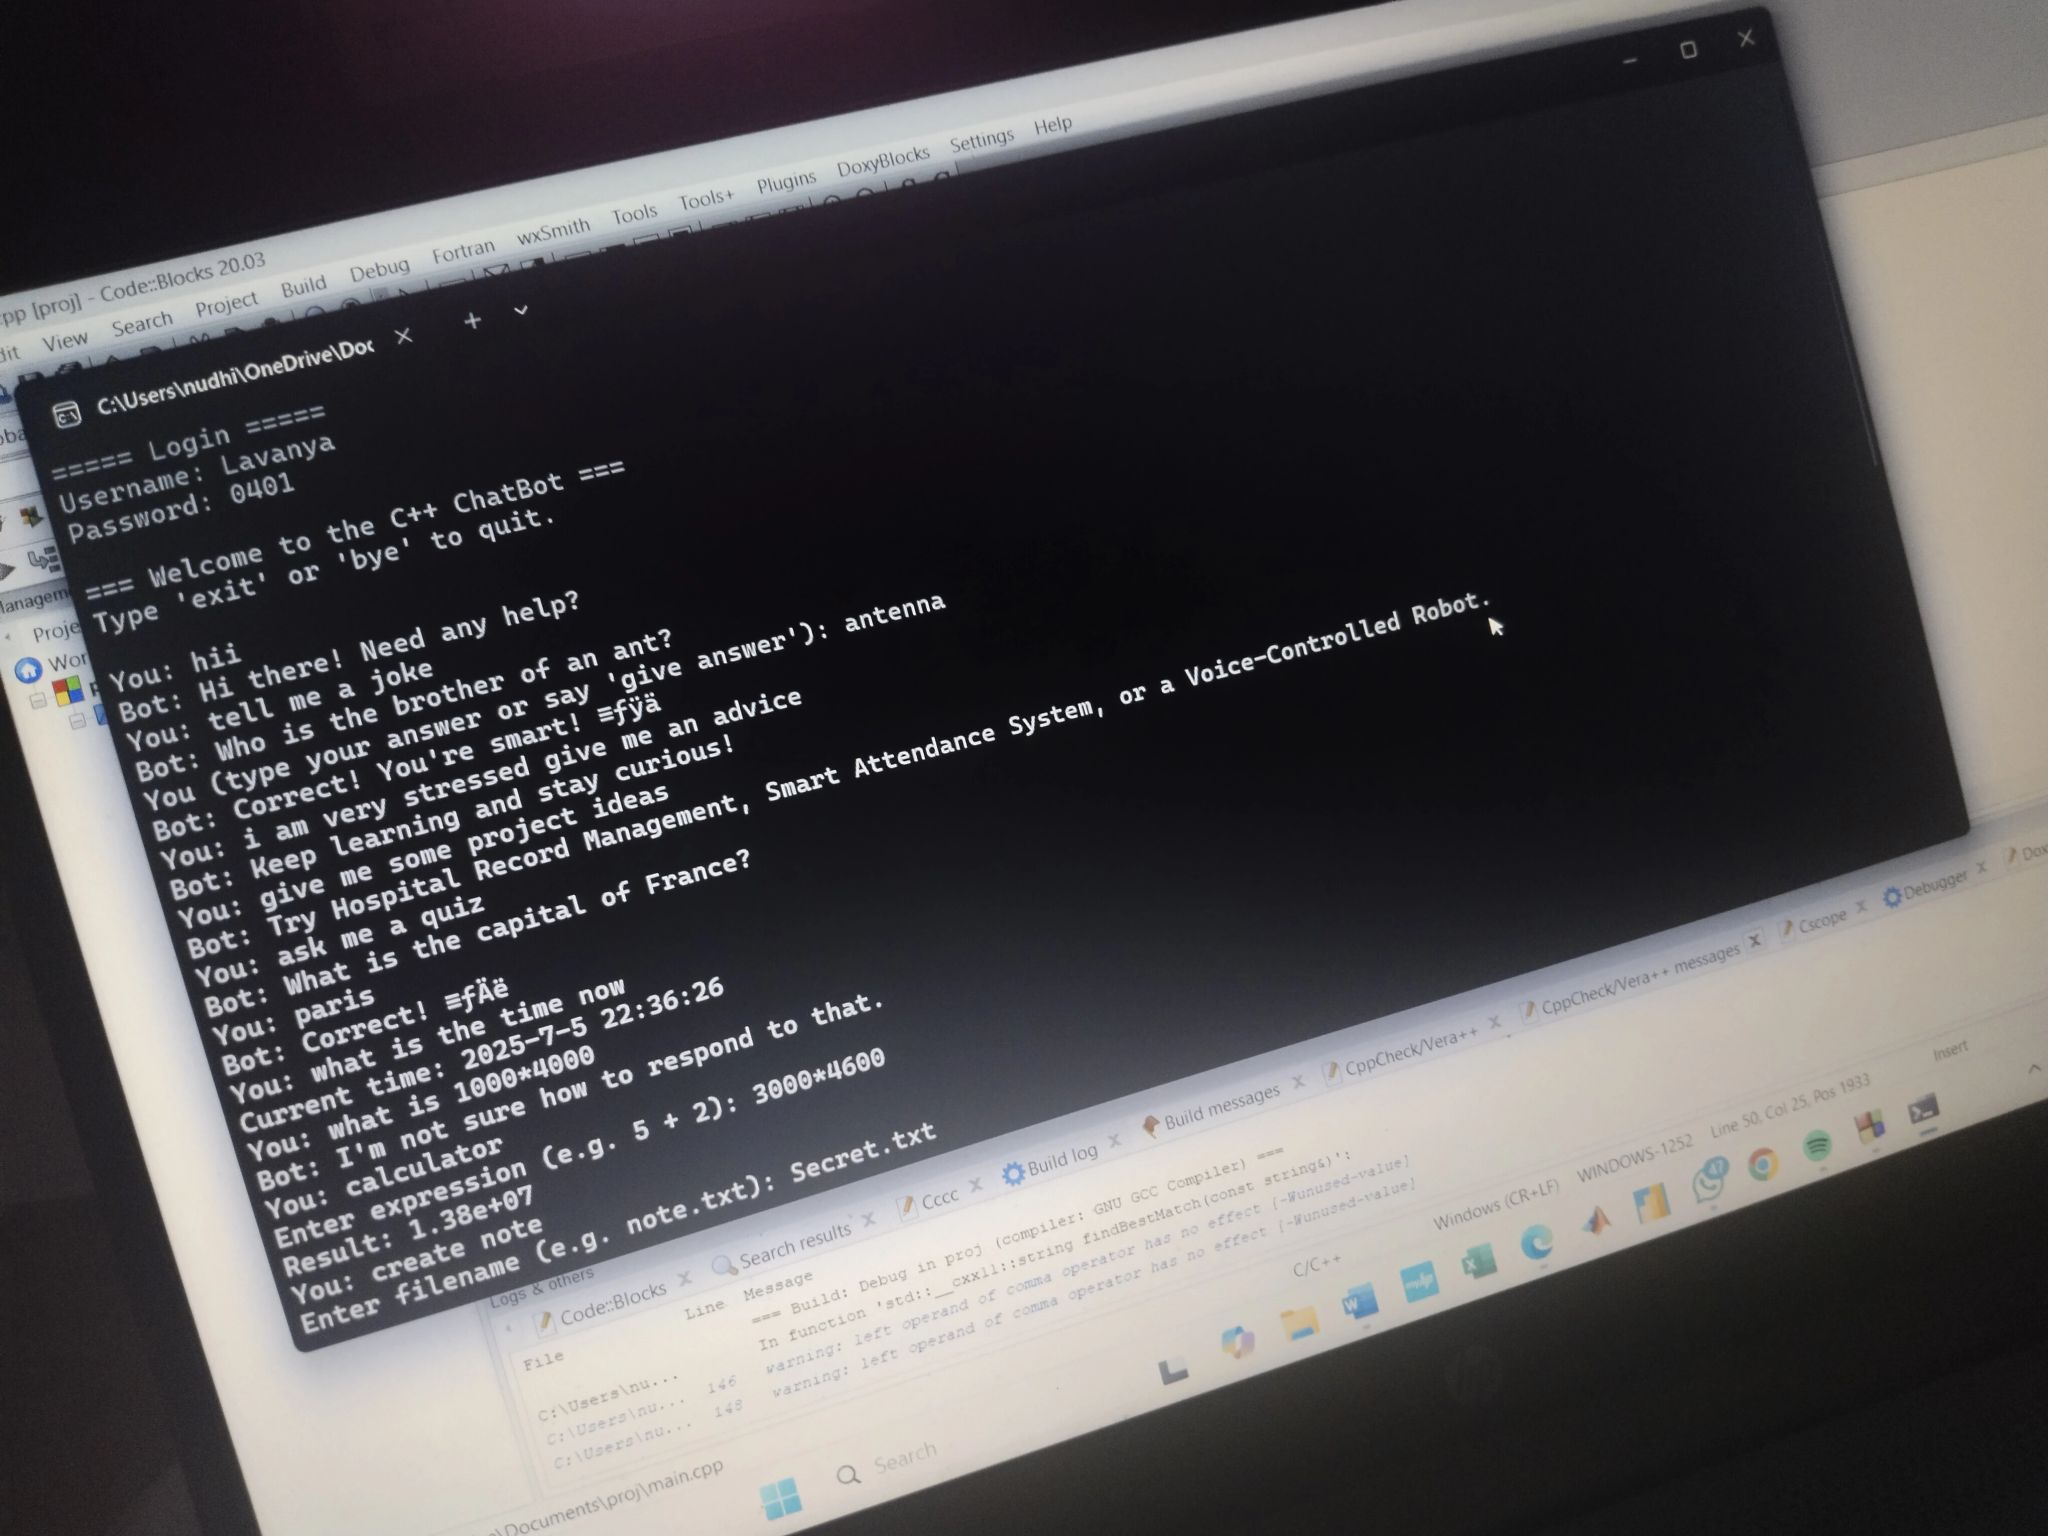 cpp [proj] - Code::Blocks 20.03
View Search Project Build Debug Fortran wxSmith Tools Tools+ Plugins DoxyBlocks Settings Help
C:\Users\nudhi\OneDrive\Doc
===== Login =====
Username: Lavanya
Password: 0401
=== Welcome to the C++ ChatBot ===
Type 'exit' or 'bye' to quit.
You: hii
Bot: Hi there! Need any help?
You: tell me a joke
Bot: Who is the brother of an ant?
You (type your answer or say 'give answer'): antenna
Bot: Correct! You're smart! ≡ƒÿä
You: i am very stressed give me an advice
Bot: Keep learning and stay curious!
You: give me some project ideas
Bot: Try Hospital Record Management, Smart Attendance System, or a Voice-Controlled Robot.
You: ask me a quiz
Bot: What is the capital of France?
You: paris
Bot: Correct! ≡ƒÄë
You: what is the time now
Current time: 2025-7-5 22:36:26
You: what is 1000*4000
Bot: I'm not sure how to respond to that.
You: calculator
Enter expression (e.g. 5 + 2): 3000*4600
Result: 1.38e+07
You: create note
Enter filename (e.g. note.txt): Secret.txt
Logs & others
Code::Blocks Search results Cccc Build log Build messages CppCheck/Vera++ CppCheck/Vera++ messages Cscope Debugger
File Line Message
=== Build: Debug in proj (compiler: GNU GCC Compiler) ===
C:\Users\nu... In function 'std::__cxx11::string findBestMatch(const string&)':
C:\Users\nu... 146 warning: left operand of comma operator has no effect [-Wunused-value]
C:\Users\nu... 148 warning: left operand of comma operator has no effect [-Wunused-value]
\Documents\proj\main.cpp C/C++ Windows (CR+LF) WINDOWS-1252 Line 50, Col 25, Pos 1933 Insert
Search